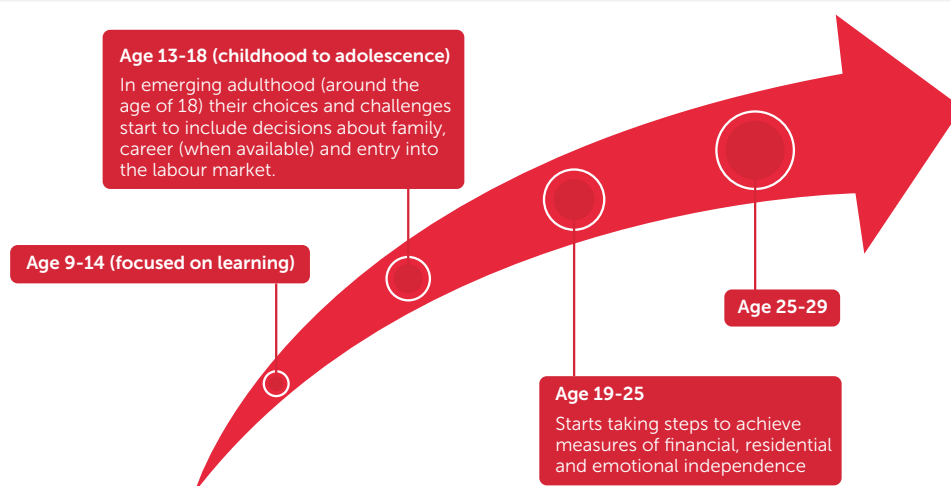 Age 13-18 (childhood to adolescence)
In emerging adulthood (around the
age of 18) their choices and challenges
start to include decisions about family,
career (when available) and entry into
the labour market.
Age 9-14 (focused on learning)
Age 25-29
Age 19-25
Starts taking steps to achieve
measures of financial, residential
and emotional independence